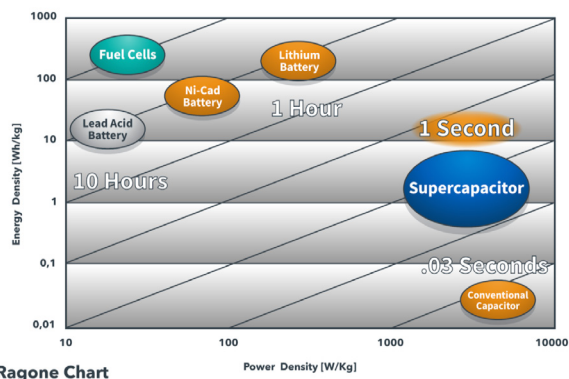 1000
Fuel Cells
Lithium
Battery
100
Ni-Cad
Battery
1 Hour
Lead Acid
Battery
1 Second
10
10 Hours
Supercapacitor
1
.03 Seconds
0,1
Conventional
Capacitor
0,01
10 100 1000 10000
Energy Density [Wh/kg]
Power Density [W/Kg]
Ragone Chart